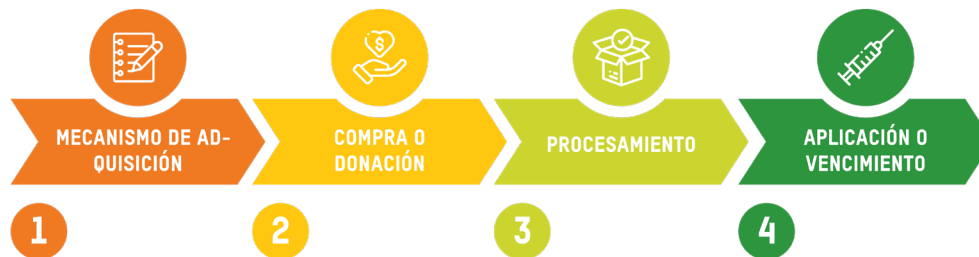 MECANISMO DE AD-
QUISICIÓN
COMPRA O
DONACIÓN
PROCESAMIENTO
APLICACIÓN O
VENCIMIENTO
1
2
3
4